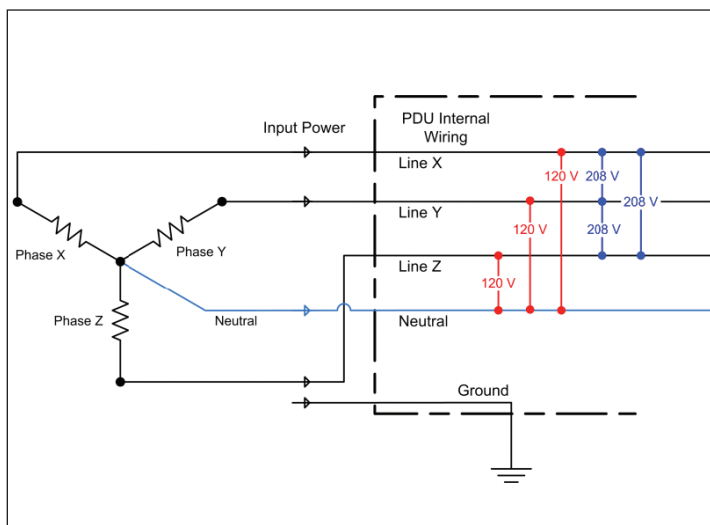 Input Power
PDU Internal
Wiring
Line X
120 V
208 V
208 V
Line Y
120 V
208 V
Phase X
Phase Y
Line Z
120 V
Phase Z
Neutral
Neutral
Ground